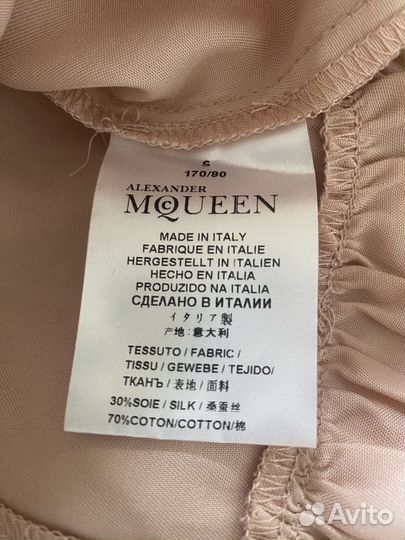 S
170/90
ALEXANDER
McQUEEN
MADE IN ITALY
FABRIQUE EN ITALIE
HERGESTELLT IN ITALIEN
HECHO EN ITALIA
PRODUZIDO NA ITALIA
СДЕЛАНО В ИТАЛИИ
イタリア製
产地: 意大利
TESSUTO / FABRIC /
TISSU / GEWEBE / TEJIDO/
ТКАНЪ / 表地 / 面料
30%SOIE / SILK / 桑蚕丝
70%COTON/COTTON/棉
Avito